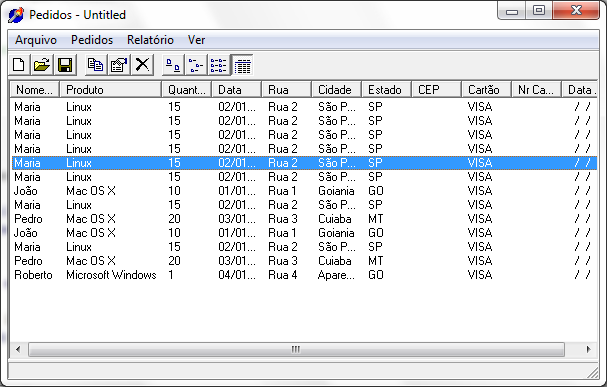 Pedidos - Untitled
Arquivo Pedidos Relatório Ver
Nome... Produto Quant... Data Rua Cidade Estado CEP Cartão Nr Ca... Data .
Maria Linux 15 02/01... Rua 2 São P... SP VISA / /
Maria Linux 15 02/01... Rua 2 São P... SP VISA / /
Maria Linux 15 02/01... Rua 2 São P... SP VISA / /
Maria Linux 15 02/01... Rua 2 São P... SP VISA / /
Maria Linux 15 02/01... Rua 2 São P... SP VISA / /
Maria Linux 15 02/01... Rua 2 São P... SP VISA / /
João Mac OS X 10 01/01... Rua 1 Goiania GO VISA / /
Maria Linux 15 02/01... Rua 2 São P... SP VISA / /
Pedro Mac OS X 20 03/01... Rua 3 Cuiaba MT VISA / /
João Mac OS X 10 01/01... Rua 1 Goiania GO VISA / /
Maria Linux 15 02/01... Rua 2 São P... SP VISA / /
Pedro Mac OS X 20 03/01... Rua 3 Cuiaba MT VISA / /
Roberto Microsoft Windows 1 04/01... Rua 4 Apare... GO VISA / /